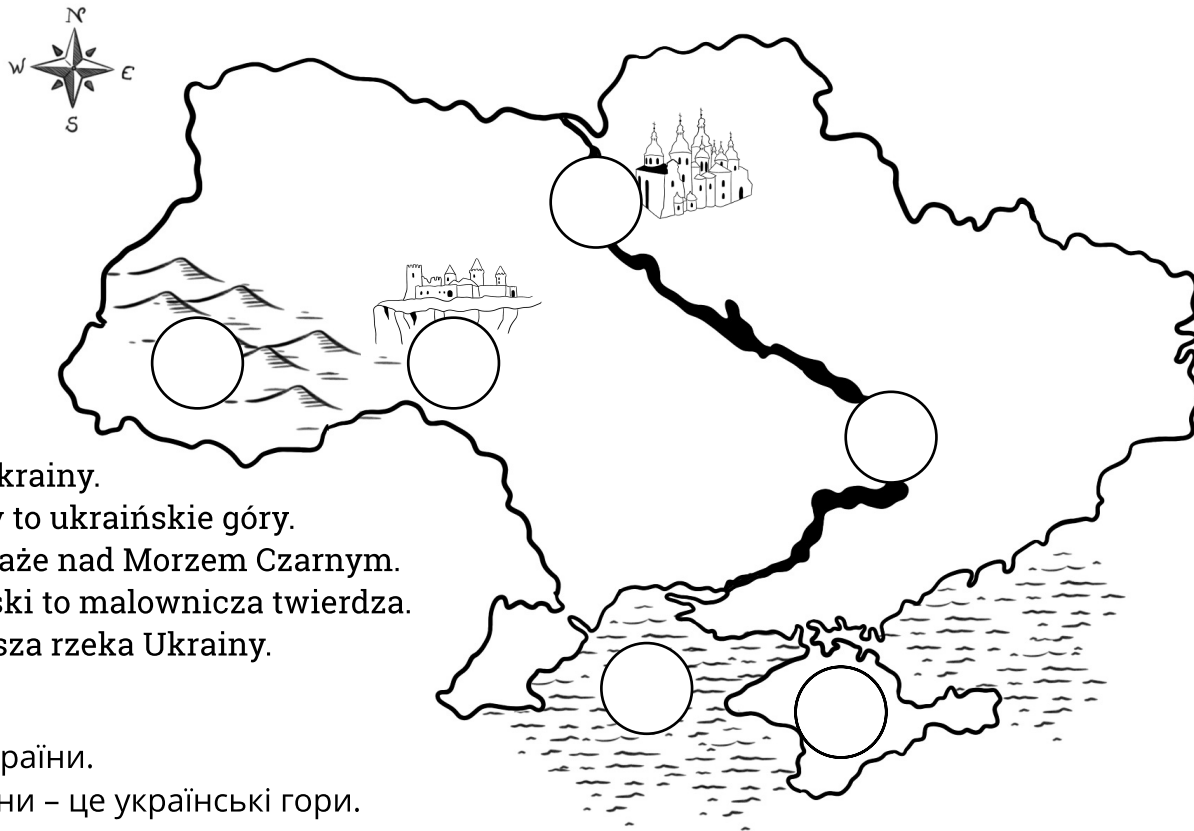 N
W E
S
krainy.
y to ukraińskie góry.
aże nad Morzem Czarnym.
ski to malownicza twierdza.
sza rzeka Ukrainy.
раїни.
ни – це українські гори.